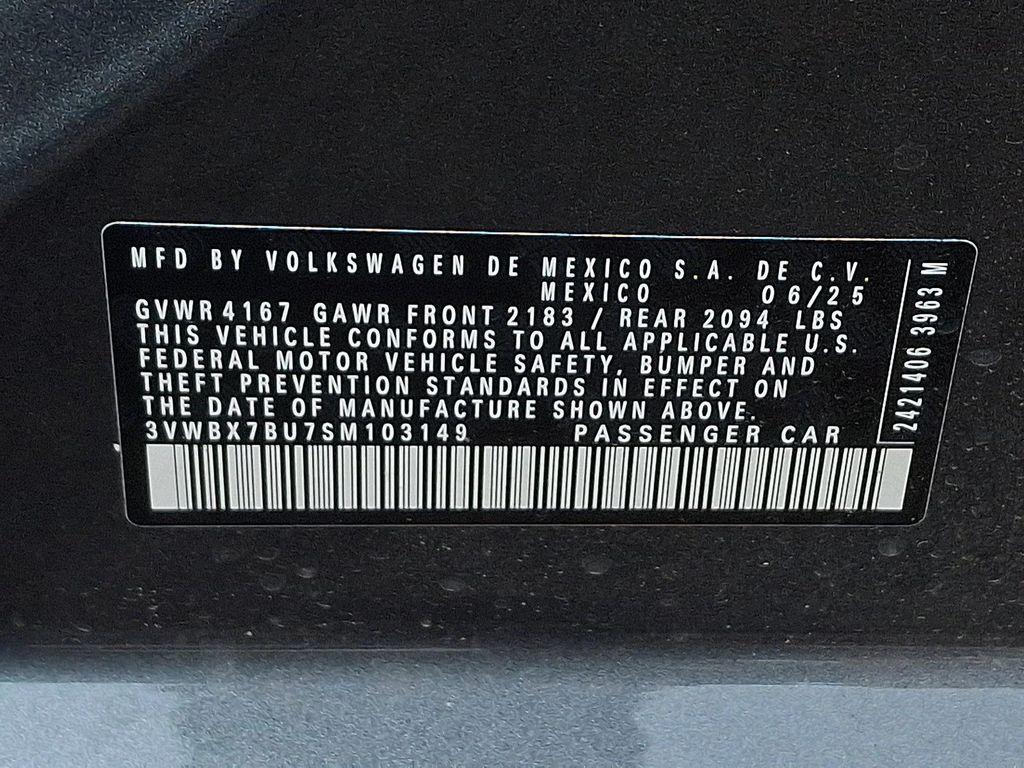 MFD BY VOLKSWAGEN DE MEXICO S.A. DE C.V.
MEXICO 06/25
GVWR 4167 GAWR FRONT 2183 / REAR 2094 LBS
THIS VEHICLE CONFORMS TO ALL APPLICABLE U.S.
FEDERAL MOTOR VEHICLE SAFETY, BUMPER AND
THEFT PREVENTION STANDARDS IN EFFECT ON
THE DATE OF MANUFACTURE SHOWN ABOVE.
3VWBX7BU7SM103149 PASSENGER CAR
2421406 3963 M